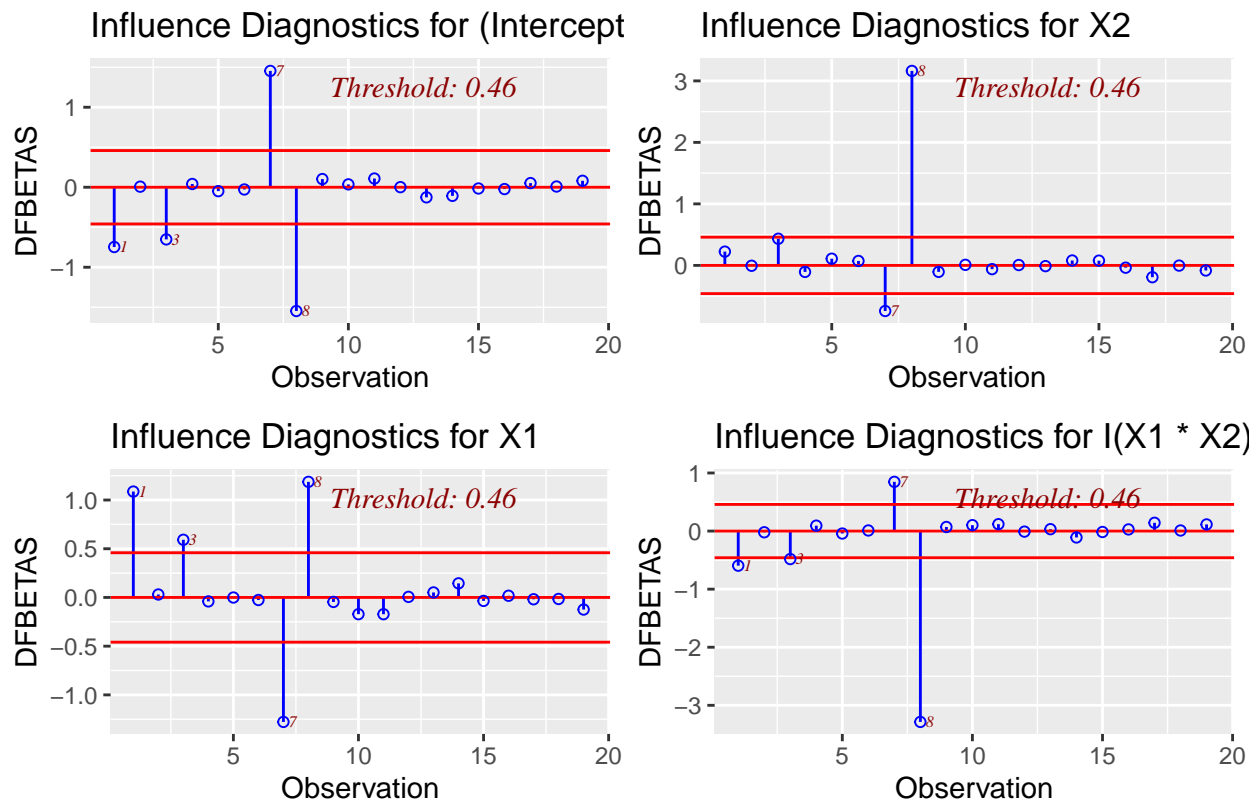 Influence Diagnostics for (Intercept
Threshold: 0.46
7
1
3
8
1
0
−1
DFBETAS
5
10
15
20
Observation
Influence Diagnostics for X2
Threshold: 0.46
8
7
3
2
1
0
DFBETAS
5
10
15
20
Observation
Influence Diagnostics for X1
Threshold: 0.46
1
8
3
7
1.0
0.5
0.0
−0.5
−1.0
DFBETAS
5
10
15
20
Observation
Influence Diagnostics for I(X1 * X2)
Threshold: 0.46
7
1
3
8
1
0
−1
−2
−3
DFBETAS
5
10
15
20
Observation